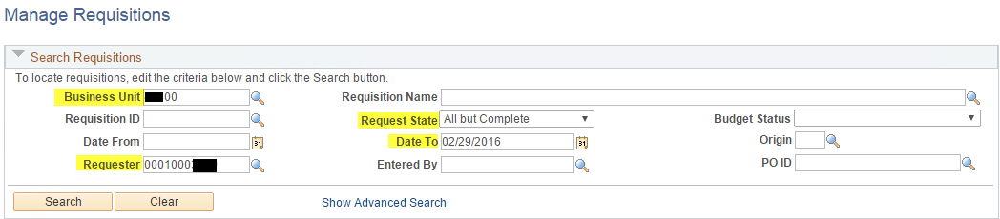 Manage Requisitions
Search Requisitions
To locate requisitions, edit the criteria below and click the Search button.
Business Unit 00 Requisition Name
Requisition ID Request State All but Complete Budget Status
Date From 31 Date To 02/29/2016 31 Origin
Requester 0001000 Entered By PO ID
Search Clear Show Advanced Search